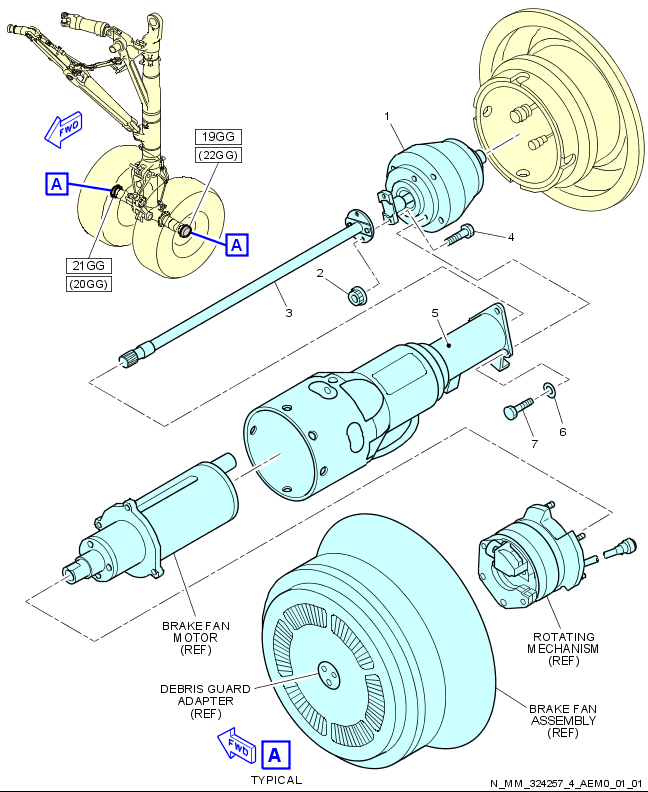 FWD
19GG
(22GG)
A
A
21GG
(20GG)
1
4
2
3
5
6
7
BRAKE FAN
MOTOR
(REF)
ROTATING
MECHANISM
(REF)
DEBRIS GUARD
ADAPTER
(REF)
BRAKE FAN
ASSEMBLY
(REF)
FWD
A
TYPICAL
N_MM_324257_4_AEM0_01_01